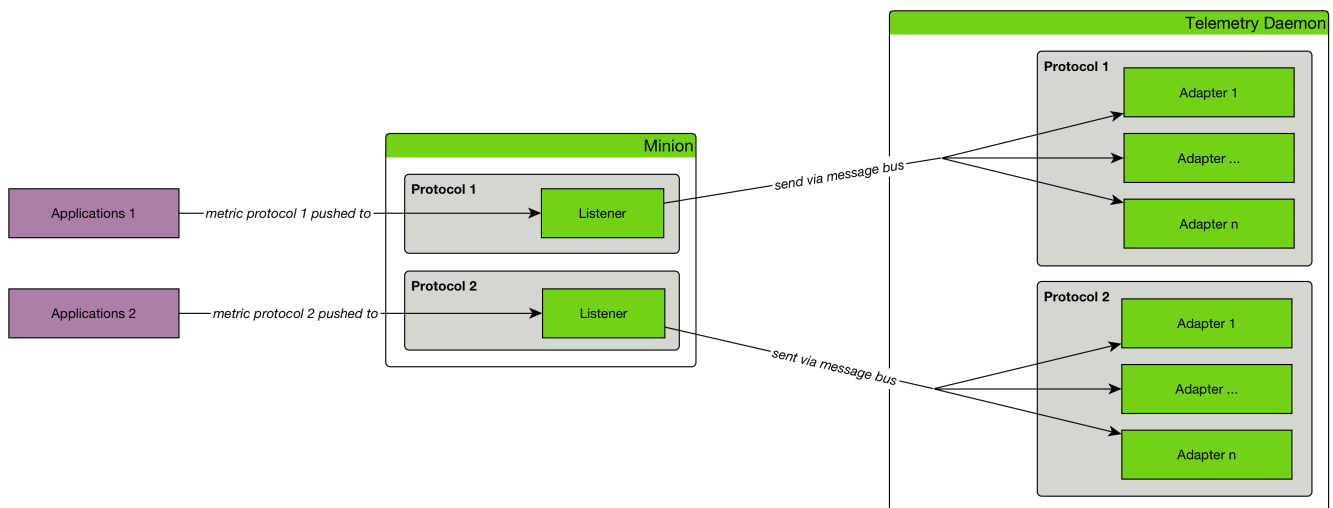 Telemetry Daemon
Protocol 1
Adapter 1
Adapter ...
Adapter n
Minion
Protocol 1
Listener
Applications 1
metric protocol 1 pushed to
send via message bus
Protocol 2
Listener
Applications 2
metric protocol 2 pushed to
sent via message bus
Protocol 2
Adapter 1
Adapter ...
Adapter n